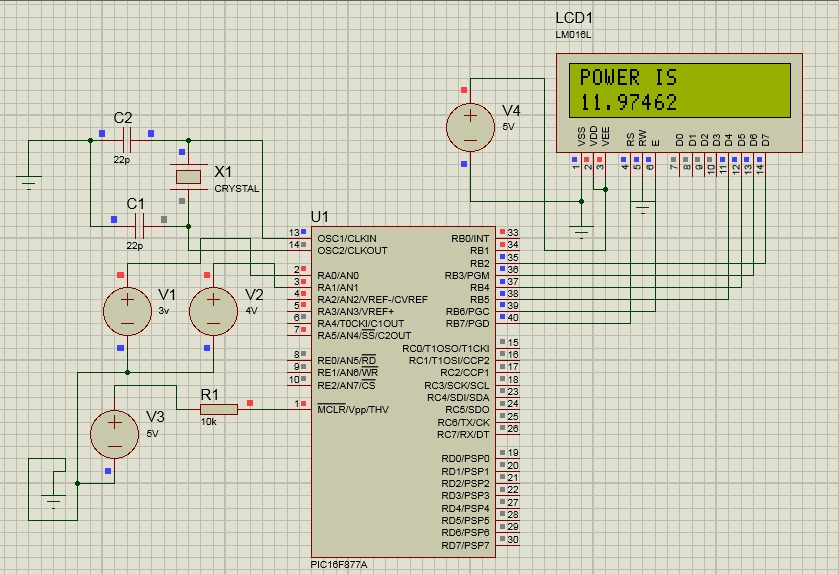 LCD1
LM016L
POWER IS
11.97462
VSS VDD VEE RS RW E D0 D1 D2 D3 D4 D5 D6 D7
1 2 3 4 5 6 7 8 9 10 11 12 13 14
V4
5V
C2
22p
X1
CRYSTAL
C1
22p
U1
13 OSC1/CLKIN RB0/INT 33
14 OSC2/CLKOUT RB1 34
RB2 35
2 RA0/AN0 RB3/PGM 36
3 RA1/AN1 RB4 37
4 RA2/AN2/VREF-/CVREF RB5 38
5 RA3/AN3/VREF+ RB6/PGC 39
6 RA4/T0CKI/C1OUT RB7/PGD 40
7 RA5/AN4/SS/C2OUT
RC0/T1OSO/T1CKI 15
8 RE0/AN5/RD RC1/T1OSI/CCP2 16
9 RE1/AN6/WR RC2/CCP1 17
10 RE2/AN7/CS RC3/SCK/SCL 18
RC4/SDI/SDA 23
1 MCLR/Vpp/THV RC5/SDO 24
RC6/TX/CK 25
RC7/RX/DT 26
RD0/PSP0 19
RD1/PSP1 20
RD2/PSP2 21
RD3/PSP3 22
RD4/PSP4 27
RD5/PSP5 28
RD6/PSP6 29
RD7/PSP7 30
PIC16F877A
V1
3v
V2
4V
R1
10k
V3
5V